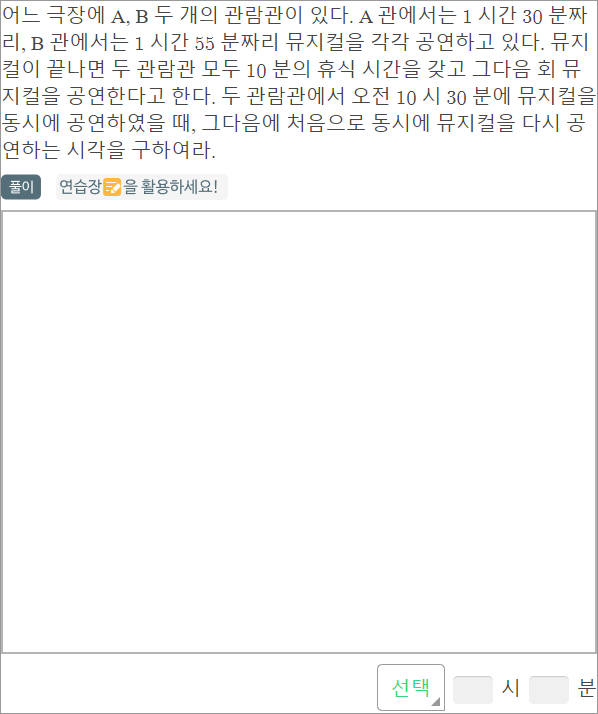 어느 극장에 A, B 두 개의 관람관이 있다. A 관에서는 1 시간 30 분짜
리, B 관에서는 1 시간 55 분짜리 뮤지컬을 각각 공연하고 있다. 뮤지
컬이 끝나면 두 관람관 모두 10 분의 휴식 시간을 갖고 그다음 회 뮤
지컬을 공연한다고 한다. 두 관람관에서 오전 10 시 30 분에 뮤지컬을
동시에 공연하였을 때, 그다음에 처음으로 동시에 뮤지컬을 다시 공
연하는 시각을 구하여라.
풀이 연습장을 활용하세요!
선택 시 분